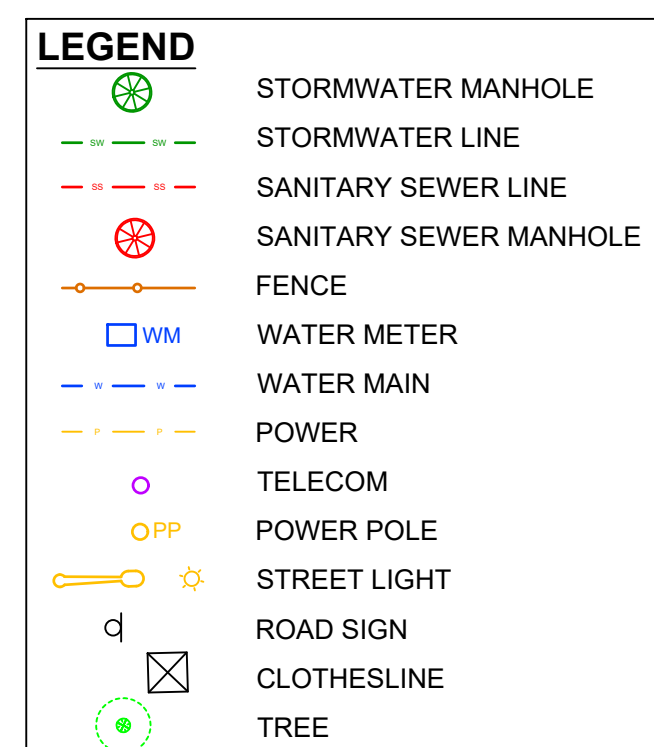 LEGEND
STORMWATER MANHOLE
SW SW STORMWATER LINE
SS SS SANITARY SEWER LINE
SANITARY SEWER MANHOLE
FENCE
WM WATER METER
W W WATER MAIN
P P POWER
TELECOM
PP POWER POLE
STREET LIGHT
ROAD SIGN
CLOTHESLINE
TREE